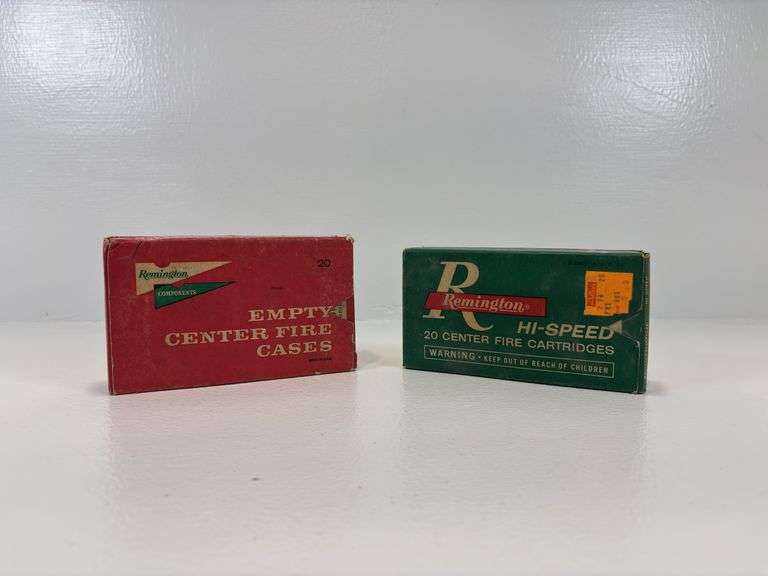 Remington
COMPONENTS
20
EMPTY
CENTER FIRE
CASES
R
Remington®
HI-SPEED
20 CENTER FIRE CARTRIDGES
WARNING • KEEP OUT OF REACH OF CHILDREN